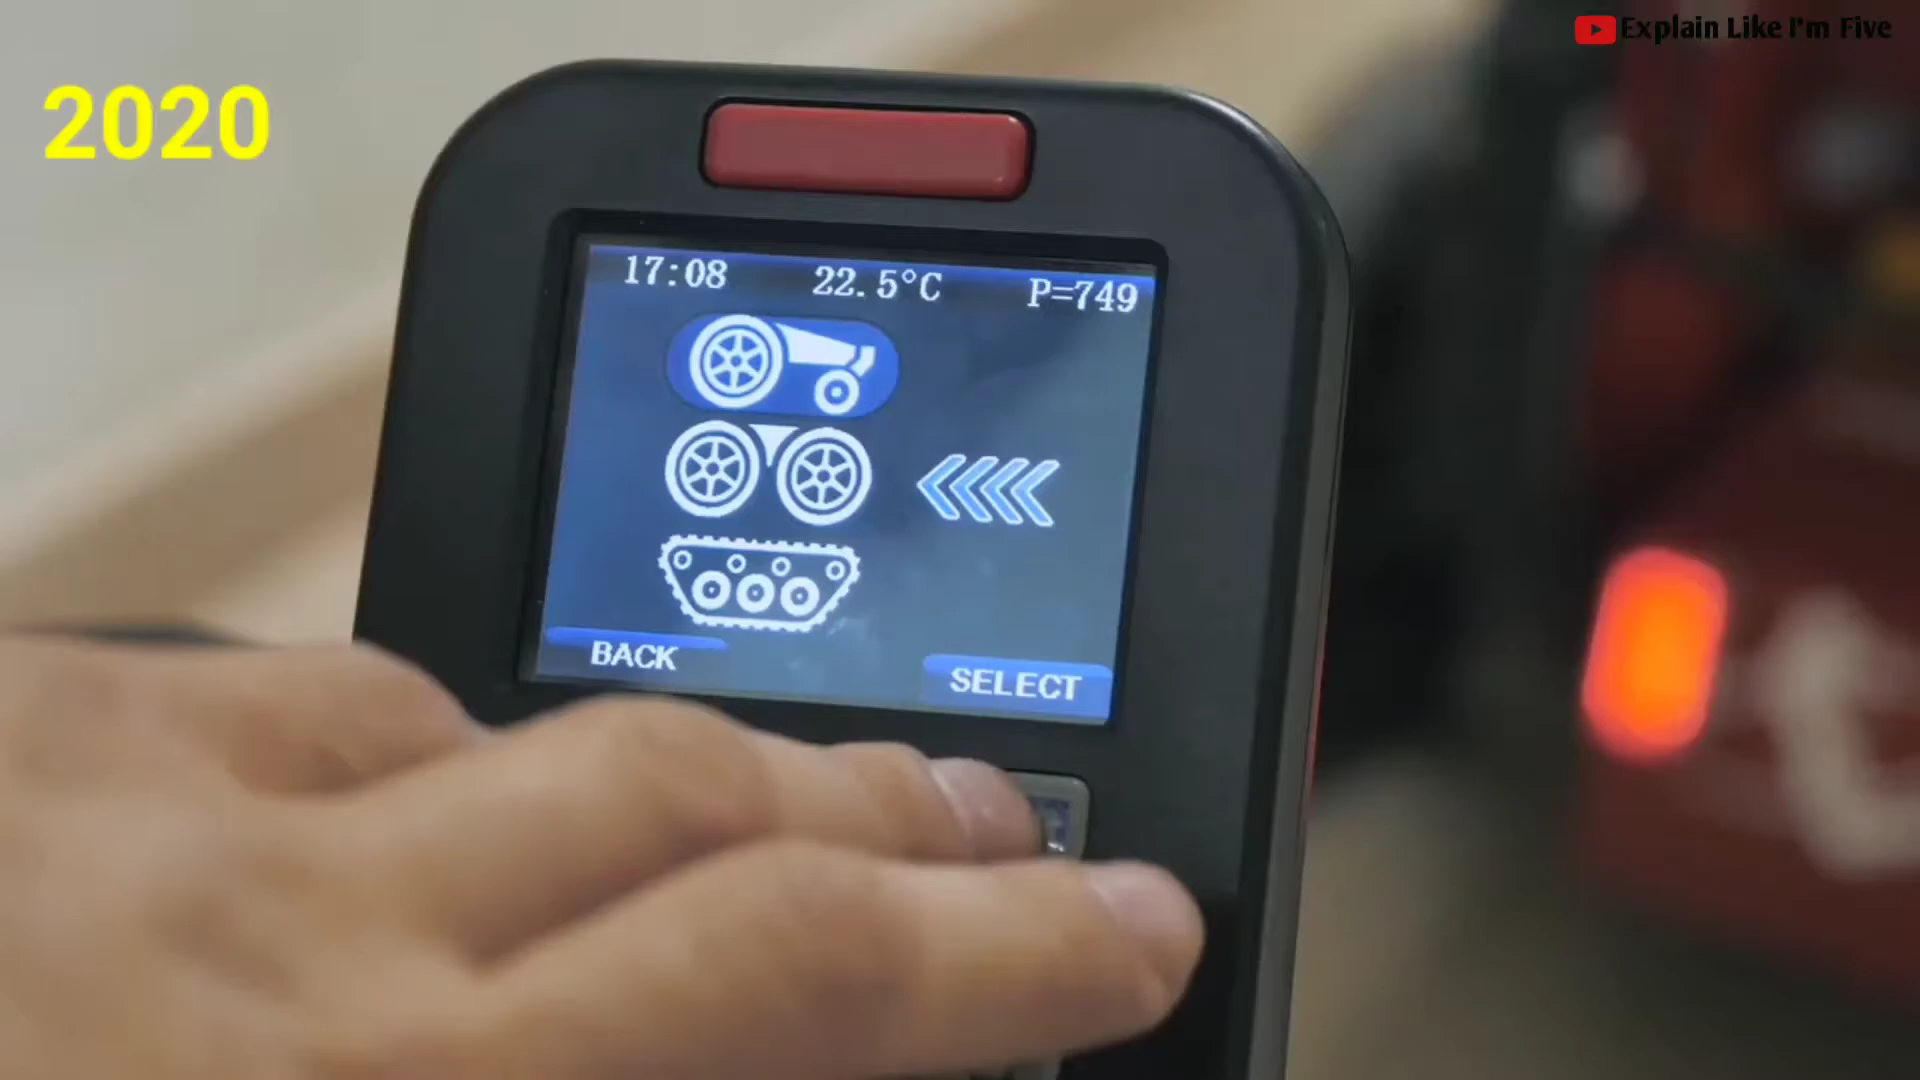 Explain Like I'm Five
2020
17:08 22.5°C P=749
BACK
SELECT